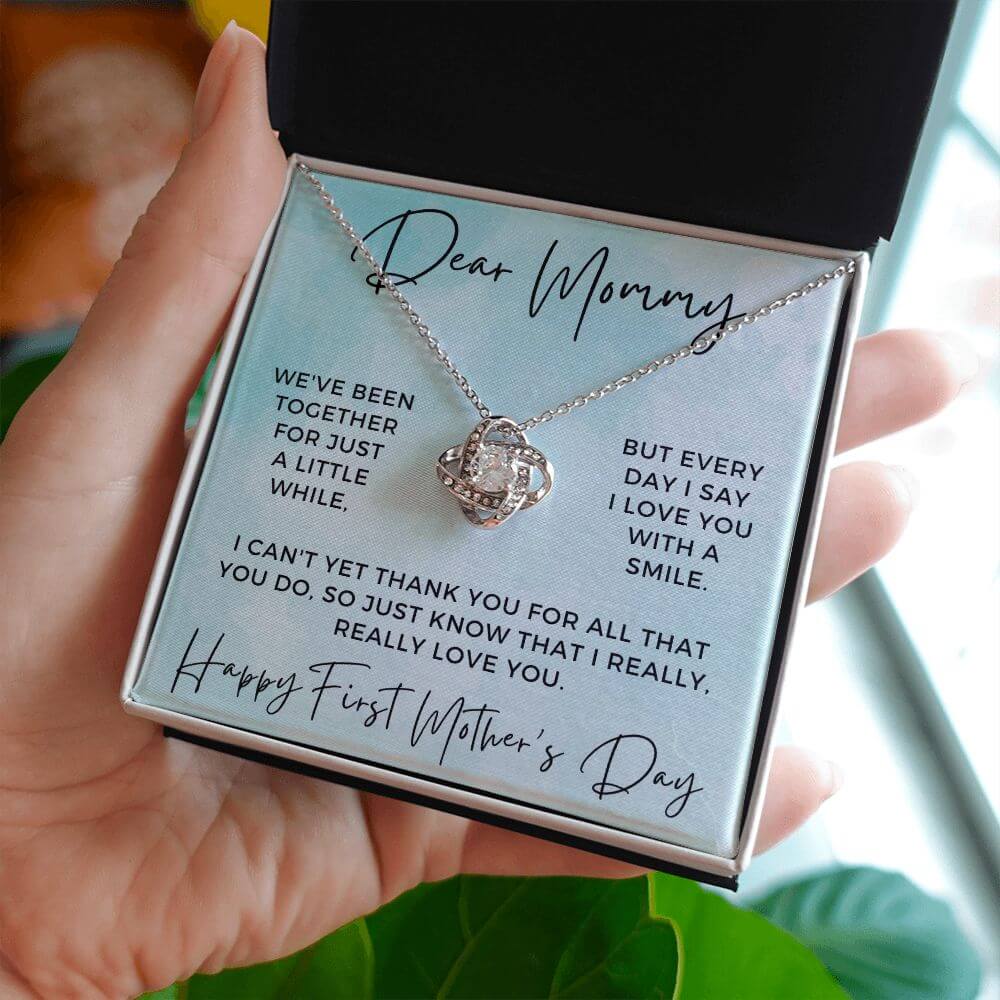 Dear Mommy
WE'VE BEEN
TOGETHER
FOR JUST
A LITTLE
WHILE,
BUT EVERY
DAY I SAY
I LOVE YOU
WITH A
SMILE.
I CAN'T YET THANK YOU FOR ALL THAT
YOU DO, SO JUST KNOW THAT I REALLY,
REALLY LOVE YOU.
Happy First Mother's Day